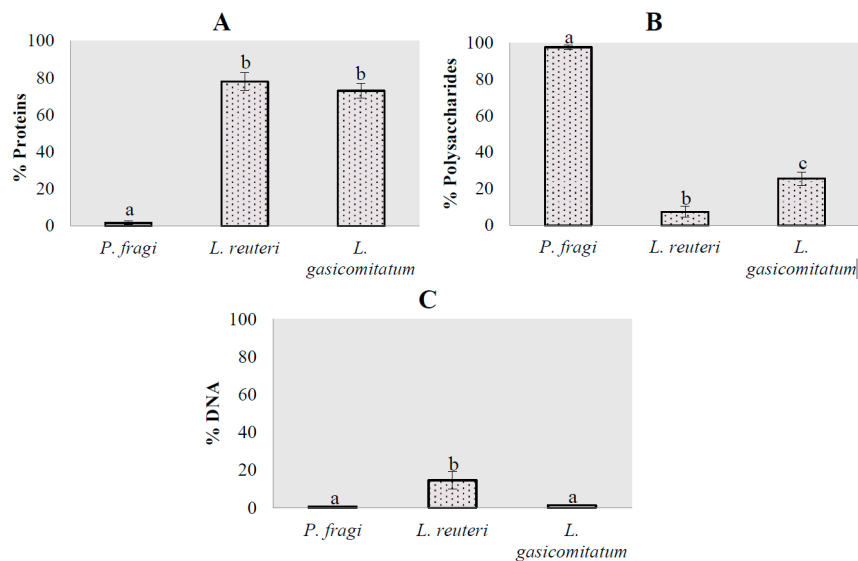 A
% Proteins
100
80
60
40
20
0
a
b
b
P. fragi
L. reuteri
L.
gasicomitatum
B
% Polysaccharides
100
80
60
40
20
0
a
b
c
P. fragi
L. reuteri
L.
gasicomitatum
C
% DNA
100
80
60
40
20
0
a
b
a
P. fragi
L. reuteri
L.
gasicomitatum